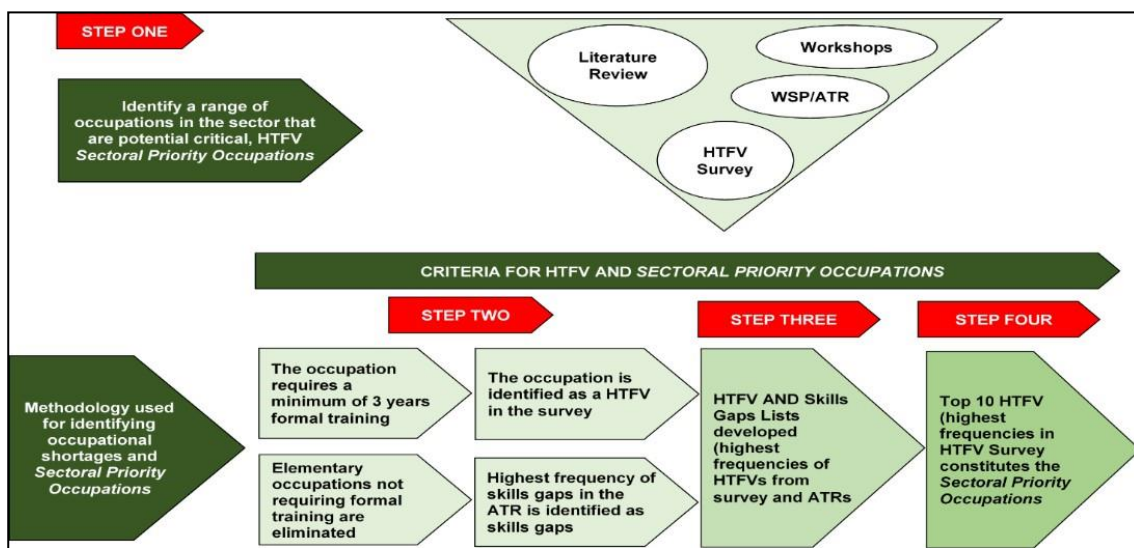 STEP ONE
Identify a range of
occupations in the sector that
are potential critical, HTFV
Sectoral Priority Occupations
Literature
Review
Workshops
WSP/ATR
HTFV
Survey
CRITERIA FOR HTFV AND SECTORAL PRIORITY OCCUPATIONS
STEP TWO
STEP THREE
STEP FOUR
Methodology used
for identifying
occupational
shortages and
Sectoral Priority
Occupations
The occupation
requires a
minimum of 3 years
formal training
The occupation is
identified as a HTFV
in the survey
Elementary
occupations not
requiring formal
training are
eliminated
Highest frequency of
skills gaps in the
ATR is identified as
skills gaps
HTFV AND Skills
Gaps Lists
developed
(highest
frequencies of
HTFVs from
survey and ATRs
Top 10 HTFV
(highest
frequencies in
HTFV Survey
constitutes the
Sectoral Priority
Occupations